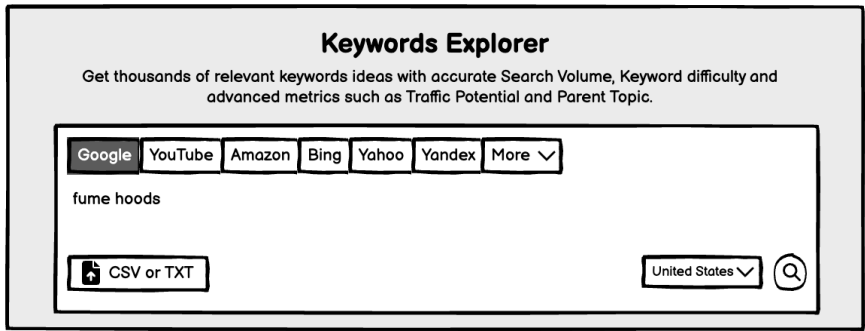 Keywords Explorer
Get thousands of relevant keywords ideas with accurate Search Volume, Keyword difficulty and
advanced metrics such as Traffic Potential and Parent Topic.
Google YouTube Amazon Bing Yahoo Yandex More
fume hoods
CSV or TXT United States